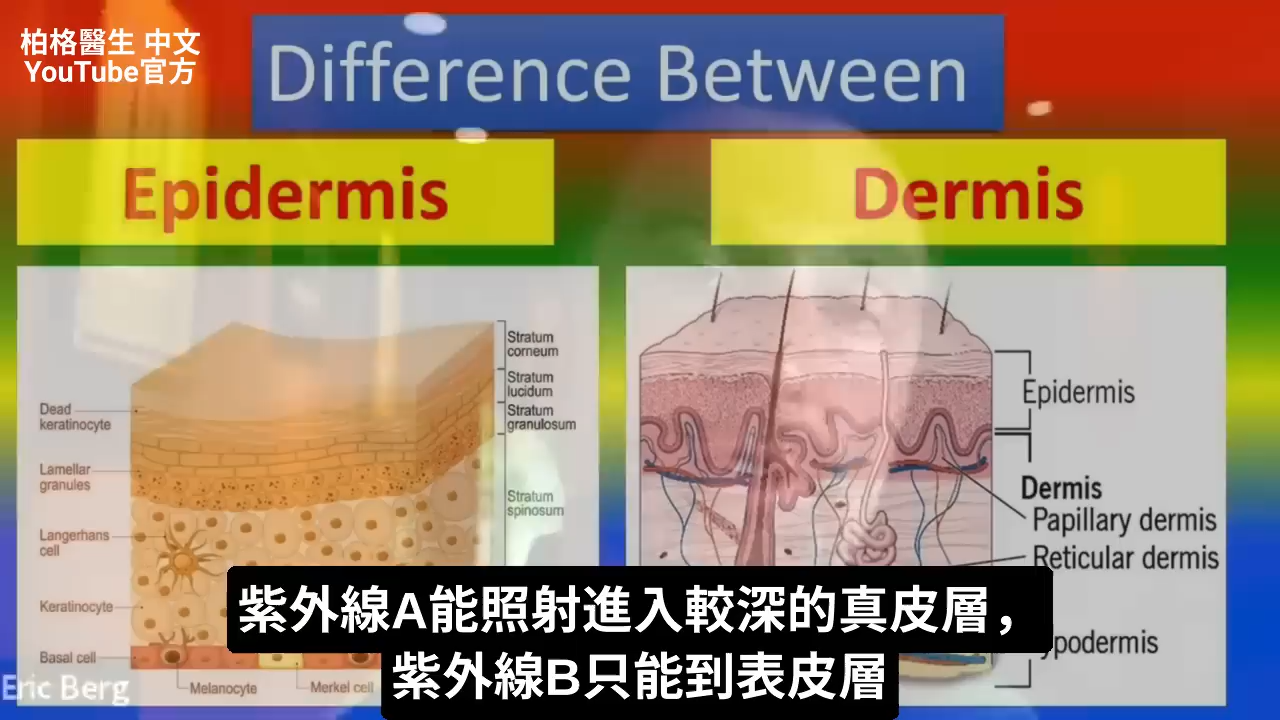 柏格醫生 中文
YouTube官方
Difference Between
Epidermis
Dermis
Stratum
corneum
Stratum
lucidum
Stratum
granulosum
Stratum
spinosum
Dead
keratinocyte
Lamellar
granules
Langerhans
cell
Keratinocyte
Basal cell
Melanocyte
Merkel cell
Epidermis
Dermis
Papillary dermis
Reticular dermis
ypodermis
紫外線A能照射進入較深的真皮層，
紫外線B只能到表皮層
Eric Berg